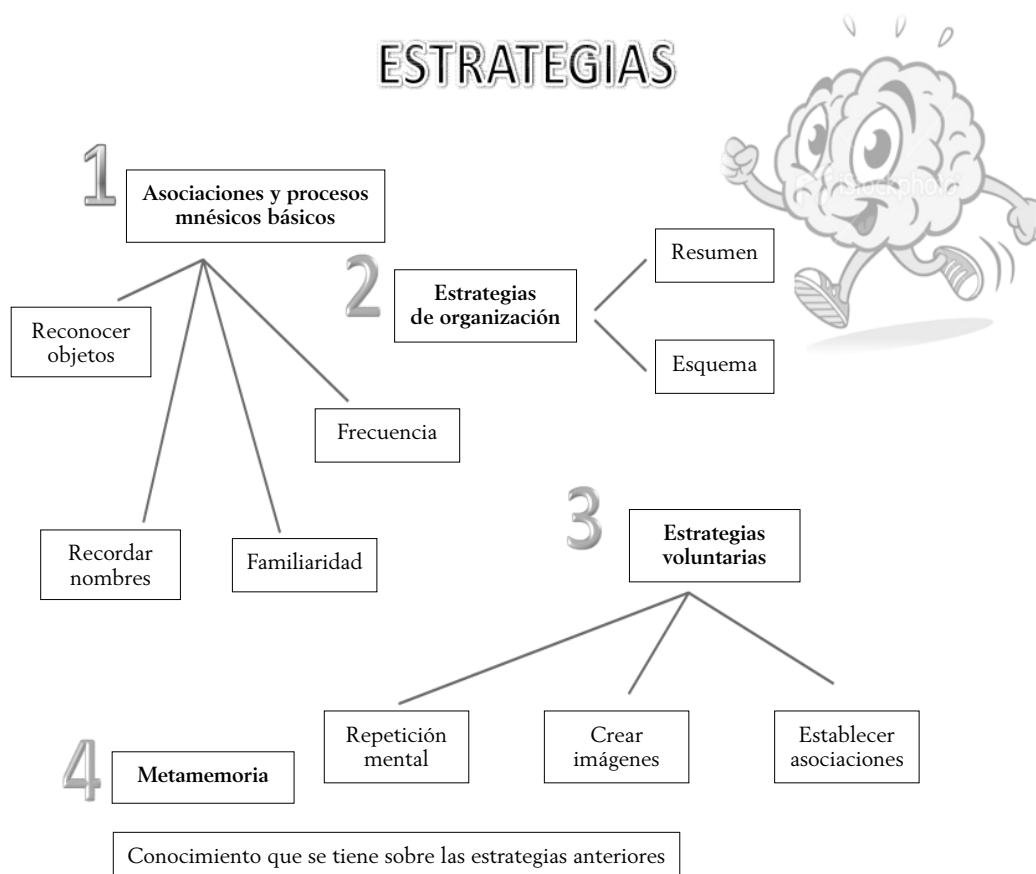 ESTRATEGIAS
1
Asociaciones y procesos
mnésicos básicos
Reconocer
objetos
Recordar
nombres
Familiaridad
Frecuencia
2
Estrategias
de organización
Resumen
Esquema
3
Estrategias
voluntarias
Repetición
mental
Crear
imágenes
Establecer
asociaciones
4
Metamemoria
Conocimiento que se tiene sobre las estrategias anteriores
iStockphoto